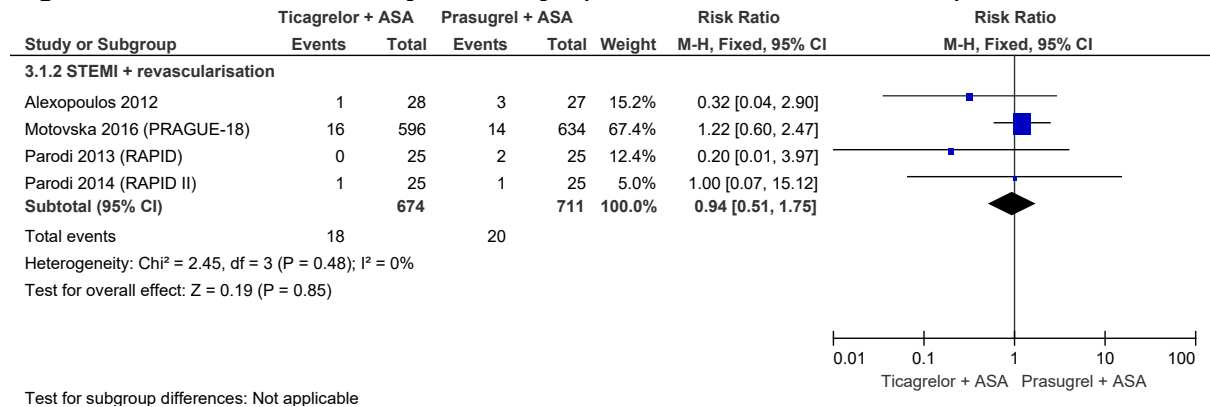 Ticagrelor + ASA Prasugrel + ASA Risk Ratio Risk Ratio
Study or Subgroup Events Total Events Total Weight M-H, Fixed, 95% CI M-H, Fixed, 95% CI
3.1.2 STEMI + revascularisation
Alexopoulos 2012 1 28 3 27 15.2% 0.32 [0.04, 2.90]
Motovska 2016 (PRAGUE-18) 16 596 14 634 67.4% 1.22 [0.60, 2.47]
Parodi 2013 (RAPID) 0 25 2 25 12.4% 0.20 [0.01, 3.97]
Parodi 2014 (RAPID II) 1 25 1 25 5.0% 1.00 [0.07, 15.12]
Subtotal (95% CI) 674 711 100.0% 0.94 [0.51, 1.75]
Total events 18 20
Heterogeneity: Chi² = 2.45, df = 3 (P = 0.48); I² = 0%
Test for overall effect: Z = 0.19 (P = 0.85)
0.01 0.1 1 10 100
Ticagrelor + ASA Prasugrel + ASA
Test for subgroup differences: Not applicable